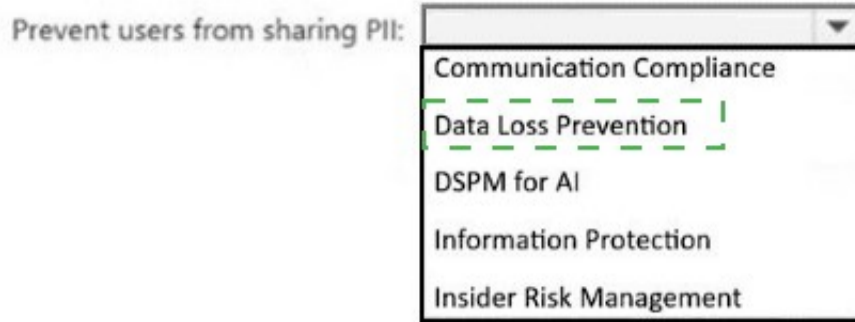 Prevent users from sharing PII:
Communication Compliance
Data Loss Prevention
DSPM for AI
Information Protection
Insider Risk Management